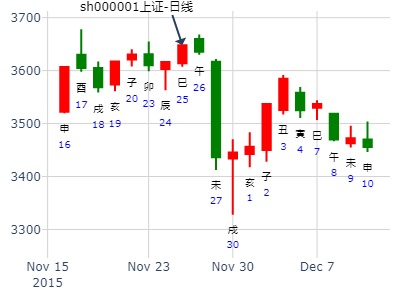 sh000001上证-日线
3700
3600
3500
3400
3300
申
16
酉
17
戌
18
亥
19
子
20
卯
23
辰
24
巳
25
午
26
未
27
戌
30
亥
1
子
2
丑
3
寅
4
巳
7
午
8
未
9
申
10
Nov 15
2015
Nov 23
Nov 30
Dec 7